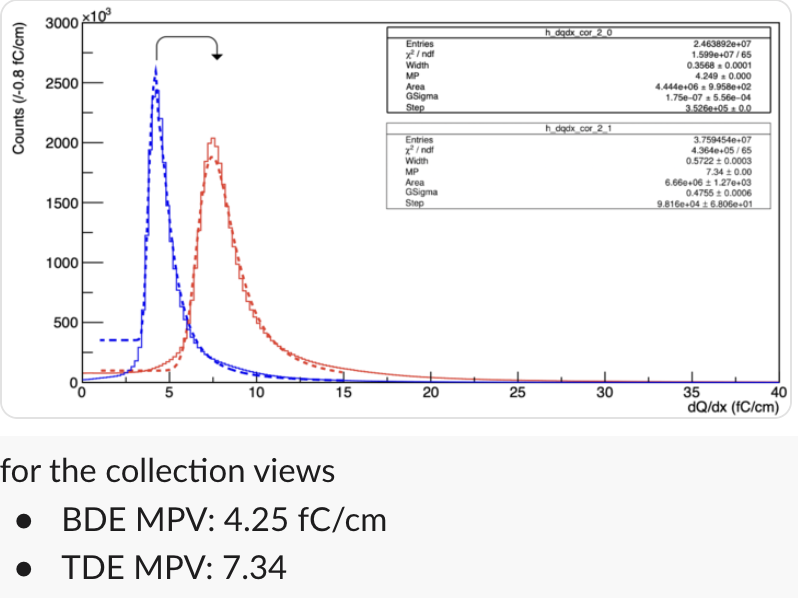 3000 ×10³
Counts (/-0.8 fC/cm)
2500
2000
1500
1000
500
0
0 5 10 15 20 25 30 35 40
dQ/dx (fC/cm)
h_dqdx_cor_2_0
Entries 2.463892e+07
χ² / ndf 1.599e+07 / 65
Width 0.3568 ± 0.0001
MP 4.249 ± 0.000
Area 4.444e+06 ± 9.958e+02
GSigma 1.75e−07 ± 5.56e−04
Step 3.526e+05 ± 0.0
h_dqdx_cor_2_1
Entries 3.759454e+07
χ² / ndf 4.364e+05 / 65
Width 0.5722 ± 0.0003
MP 7.34 ± 0.00
Area 6.66e+06 ± 1.27e+03
GSigma 0.4755 ± 0.0006
Step 9.816e+04 ± 6.806e+01
for the collection views
● BDE MPV: 4.25 fC/cm
● TDE MPV: 7.34